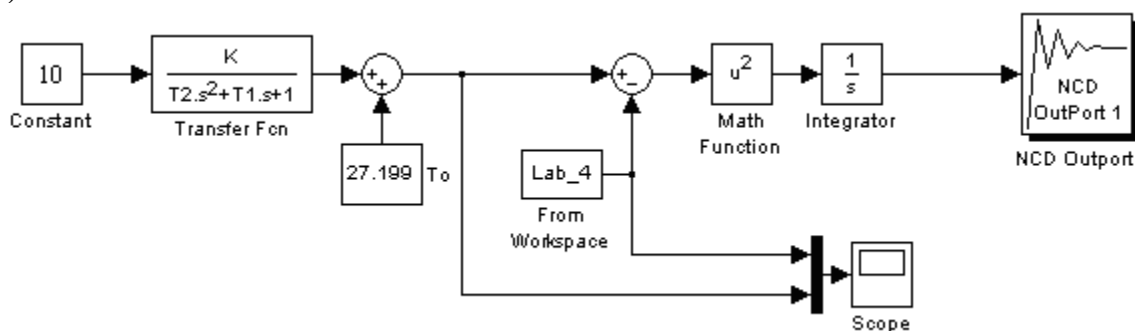 )
10
Constant
K
T2.s²+T1.s+1
Transfer Fcn
+
+
27.199
To
+
−
Lab_4
From
Workspace
u²
Math
Function
1
s
Integrator
NCD
OutPort 1
NCD Outport
Scope